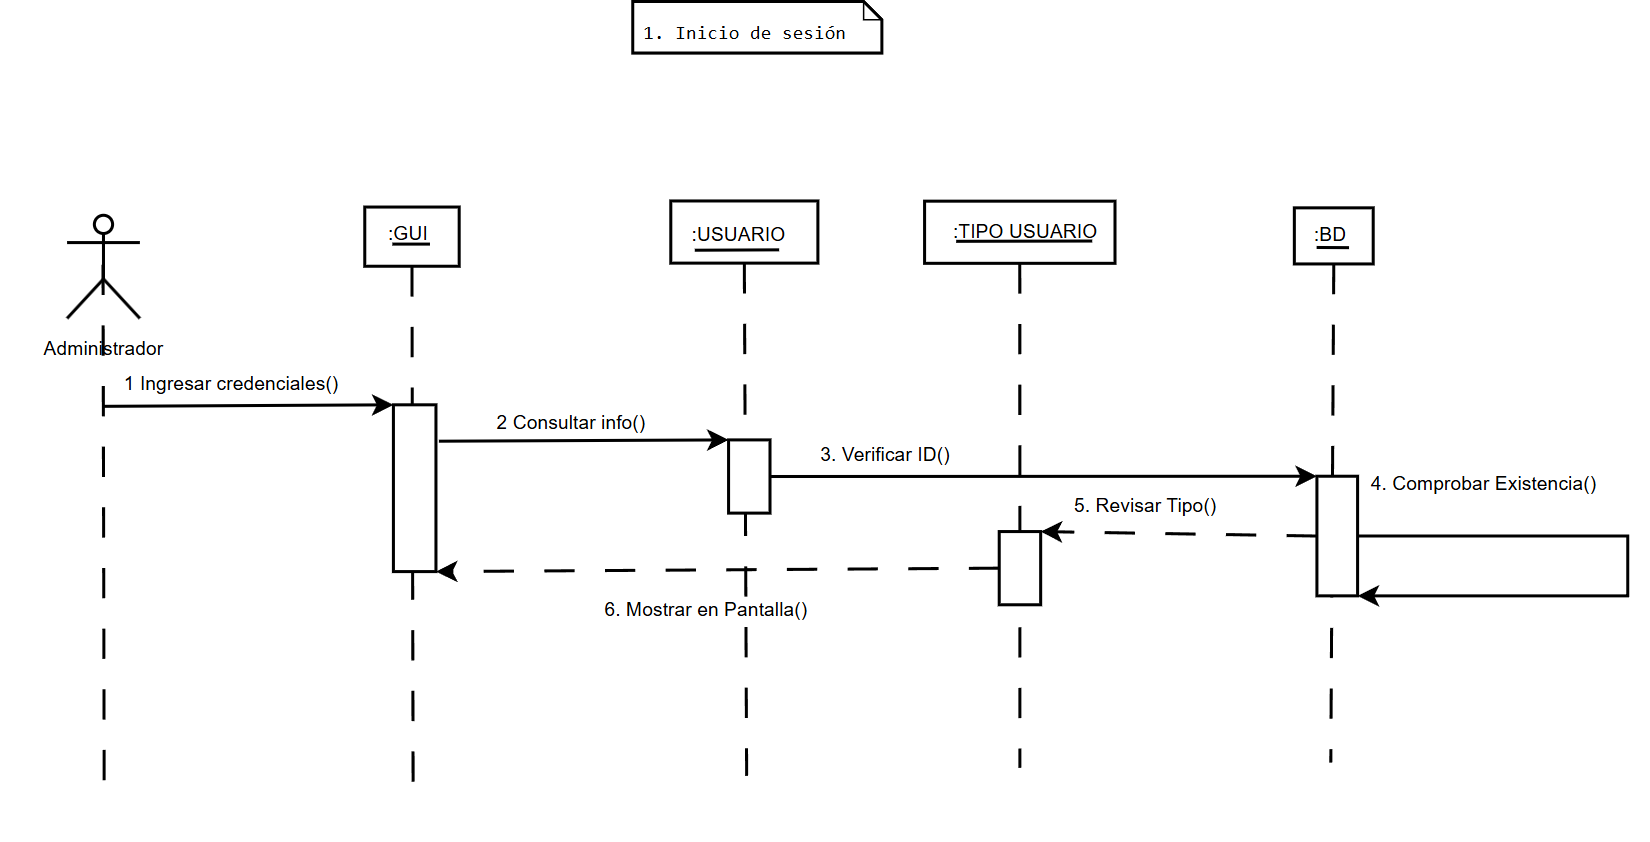 1. Inicio de sesión
:GUI
:USUARIO
:TIPO USUARIO
:BD
Administrador
1 Ingresar credenciales()
2 Consultar info()
3. Verificar ID()
4. Comprobar Existencia()
5. Revisar Tipo()
6. Mostrar en Pantalla()